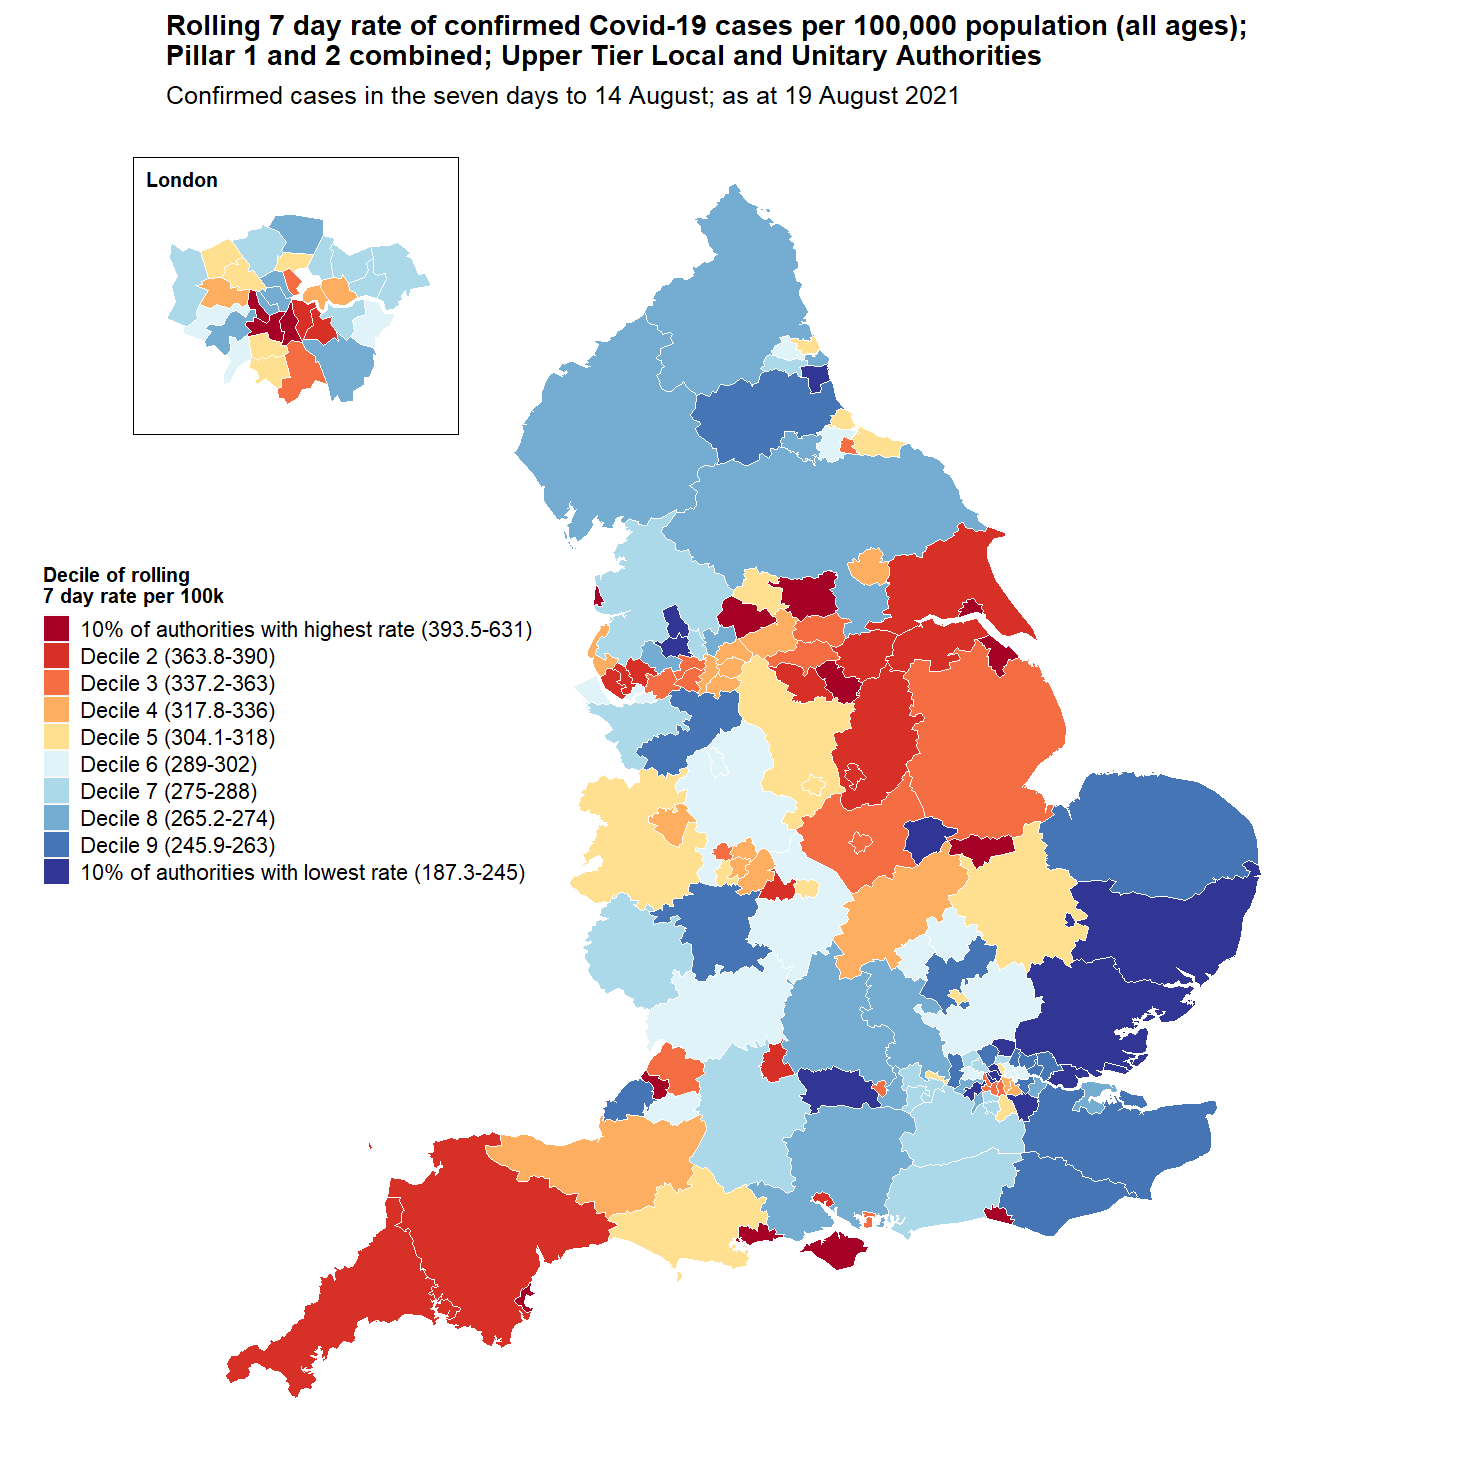 Rolling 7 day rate of confirmed Covid-19 cases per 100,000 population (all ages);
Pillar 1 and 2 combined; Upper Tier Local and Unitary Authorities
Confirmed cases in the seven days to 14 August; as at 19 August 2021
London
Decile of rolling
7 day rate per 100k
10% of authorities with highest rate (393.5-631)
Decile 2 (363.8-390)
Decile 3 (337.2-363)
Decile 4 (317.8-336)
Decile 5 (304.1-318)
Decile 6 (289-302)
Decile 7 (275-288)
Decile 8 (265.2-274)
Decile 9 (245.9-263)
10% of authorities with lowest rate (187.3-245)